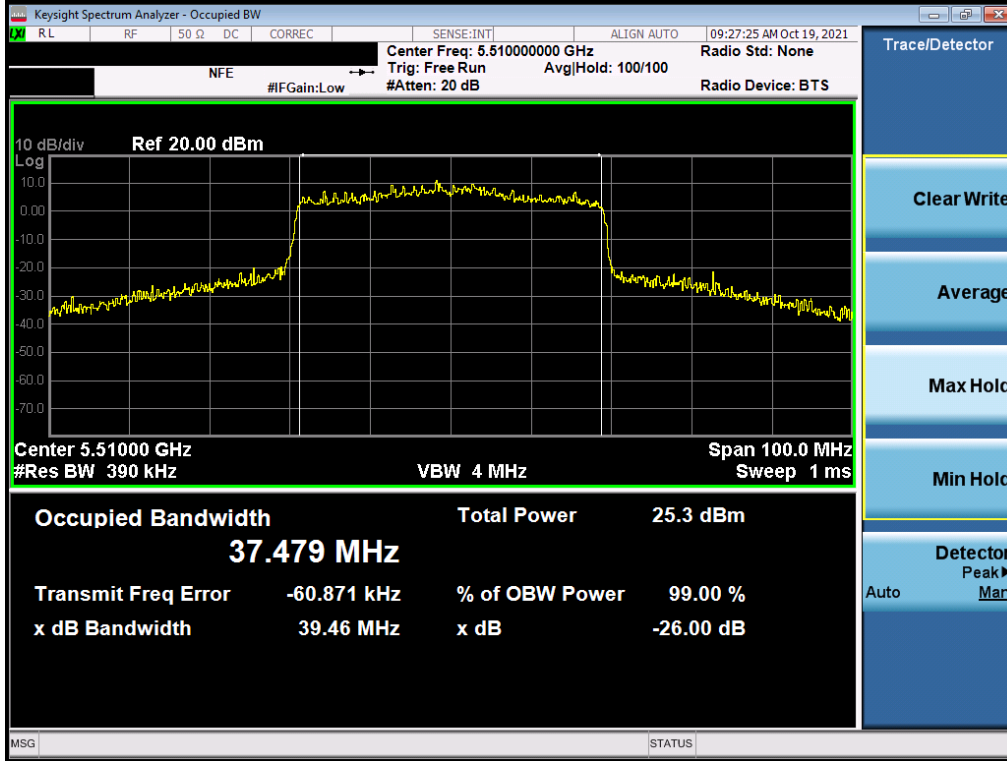 Keysight Spectrum Analyzer - Occupied BW
LXI RL RF 50 Ω DC CORREC SENSE:INT ALIGN AUTO 09:27:25 AM Oct 19, 2021
Center Freq: 5.510000000 GHz Radio Std: None
NFE Trig: Free Run Avg|Hold: 100/100
#IFGain:Low #Atten: 20 dB Radio Device: BTS
Trace/Detector
10 dB/div Ref 20.00 dBm
Log
10.0
0.00
-10.0
-20.0
-30.0
-40.0
-50.0
-60.0
-70.0
Center 5.51000 GHz Span 100.0 MHz
#Res BW 390 kHz VBW 4 MHz Sweep 1 ms
Occupied Bandwidth Total Power 25.3 dBm
37.479 MHz
Transmit Freq Error -60.871 kHz % of OBW Power 99.00 %
x dB Bandwidth 39.46 MHz x dB -26.00 dB
Clear Write
Average
Max Hold
Min Hold
Detector
Peak
Auto Man
MSG STATUS